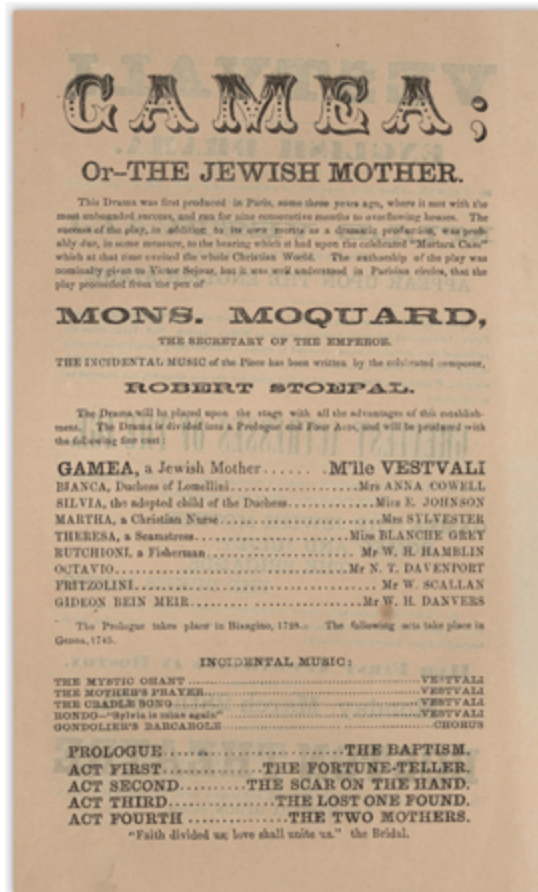 GAMEA;
Or–THE JEWISH MOTHER.
This Drama was first produced in Paris, some three years ago, where it met with the
most unbounded success, and ran for nine consecutive months to overflowing houses. The
success of the play, in addition to its own merits as a dramatic production, was prob-
ably due, in some measure, to the bearing which it had upon the celebrated "Mortara Case"
which at that time excited the whole Christian World. The authorship of the play was
nominally given to Victor Sejour, but it was well understood in Parisian circles, that the
play proceeded from the pen of
MONS. MOQUARD,
THE SECRETARY OF THE EMPEROR.
THE INCIDENTAL MUSIC of the Piece has been written by the celebrated composer,
ROBERT STOEPAL.
The Drama will be placed upon the stage with all the advantages of this establish-
ment. The Drama is divided into a Prologue and Four Acts, and will be produced with
the following fine cast:
GAMEA, a Jewish Mother.......M'lle VESTVALI
BIANCA, Duchess of Lomellini........Mrs ANNA COWELL
SILVIA, the adopted child of the Duchess........Miss E. JOHNSON
MARTHA, a Christian Nurse........Mrs SYLVESTER
THERESA, a Seamstress........Miss BLANCHE GREY
RUTCHIONI, a Fisherman........Mr W. H. HAMBLIN
OCTAVIO........Mr N. T. DAVENPORT
FRITZOLINI........Mr W. SCALLAN
GIDEON BEIN MEIR........Mr W. H. DANVERS
The Prologue takes place in Bisagino, 1728. The following acts take place in
Genoa, 1745.
INCIDENTAL MUSIC:
THE MYSTIC CHANT........VESTVALI
THE MOTHER'S PRAYER........VESTVALI
THE CRADLE SONG........VESTVALI
RONDO—"Sylvia is mine again"........VESTVALI
GONDOLIER'S BARCAROLE........CHORUS
PROLOGUE........THE BAPTISM.
ACT FIRST........THE FORTUNE-TELLER.
ACT SECOND........THE SCAR ON THE HAND.
ACT THIRD........THE LOST ONE FOUND.
ACT FOURTH........THE TWO MOTHERS.
"Faith divided us; love shall unite us." the Bridal.